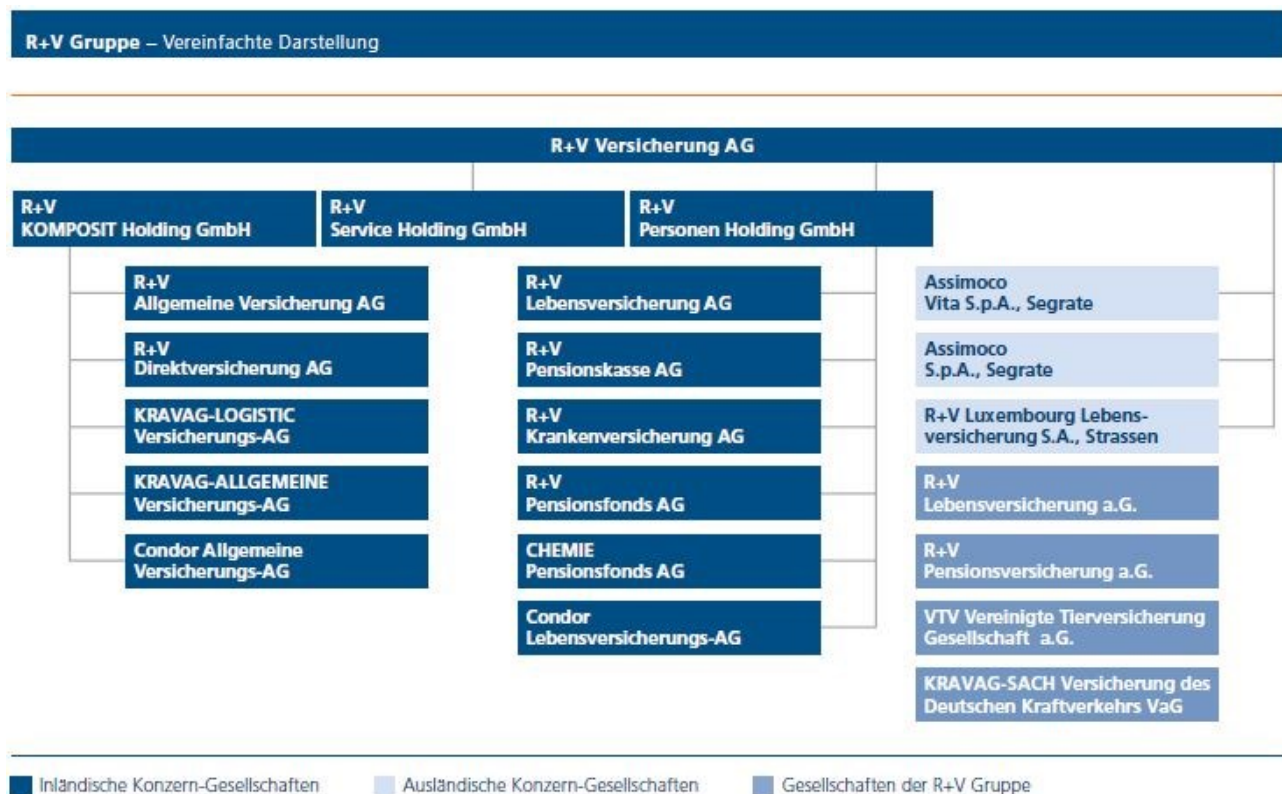 R+V Gruppe – Vereinfachte Darstellung
R+V Versicherung AG
R+V
KOMPOSIT Holding GmbH
R+V
Service Holding GmbH
R+V
Personen Holding GmbH
R+V
Allgemeine Versicherung AG
R+V
Direktversicherung AG
KRAVAG-LOGISTIC
Versicherungs-AG
KRAVAG-ALLGEMEINE
Versicherungs-AG
Condor Allgemeine
Versicherungs-AG
R+V
Lebensversicherung AG
R+V
Pensionskasse AG
R+V
Krankenversicherung AG
R+V
Pensionsfonds AG
CHEMIE
Pensionsfonds AG
Condor
Lebensversicherungs-AG
Assimoco
Vita S.p.A., Segrate
Assimoco
S.p.A., Segrate
R+V Luxembourg Lebens-
versicherung S.A., Strassen
R+V
Lebensversicherung a.G.
R+V
Pensionsversicherung a.G.
VTV Vereinigte Tierversicherung
Gesellschaft a.G.
KRAVAG-SACH Versicherung des
Deutschen Kraftverkehrs VaG
Inländische Konzern-Gesellschaften
Ausländische Konzern-Gesellschaften
Gesellschaften der R+V Gruppe